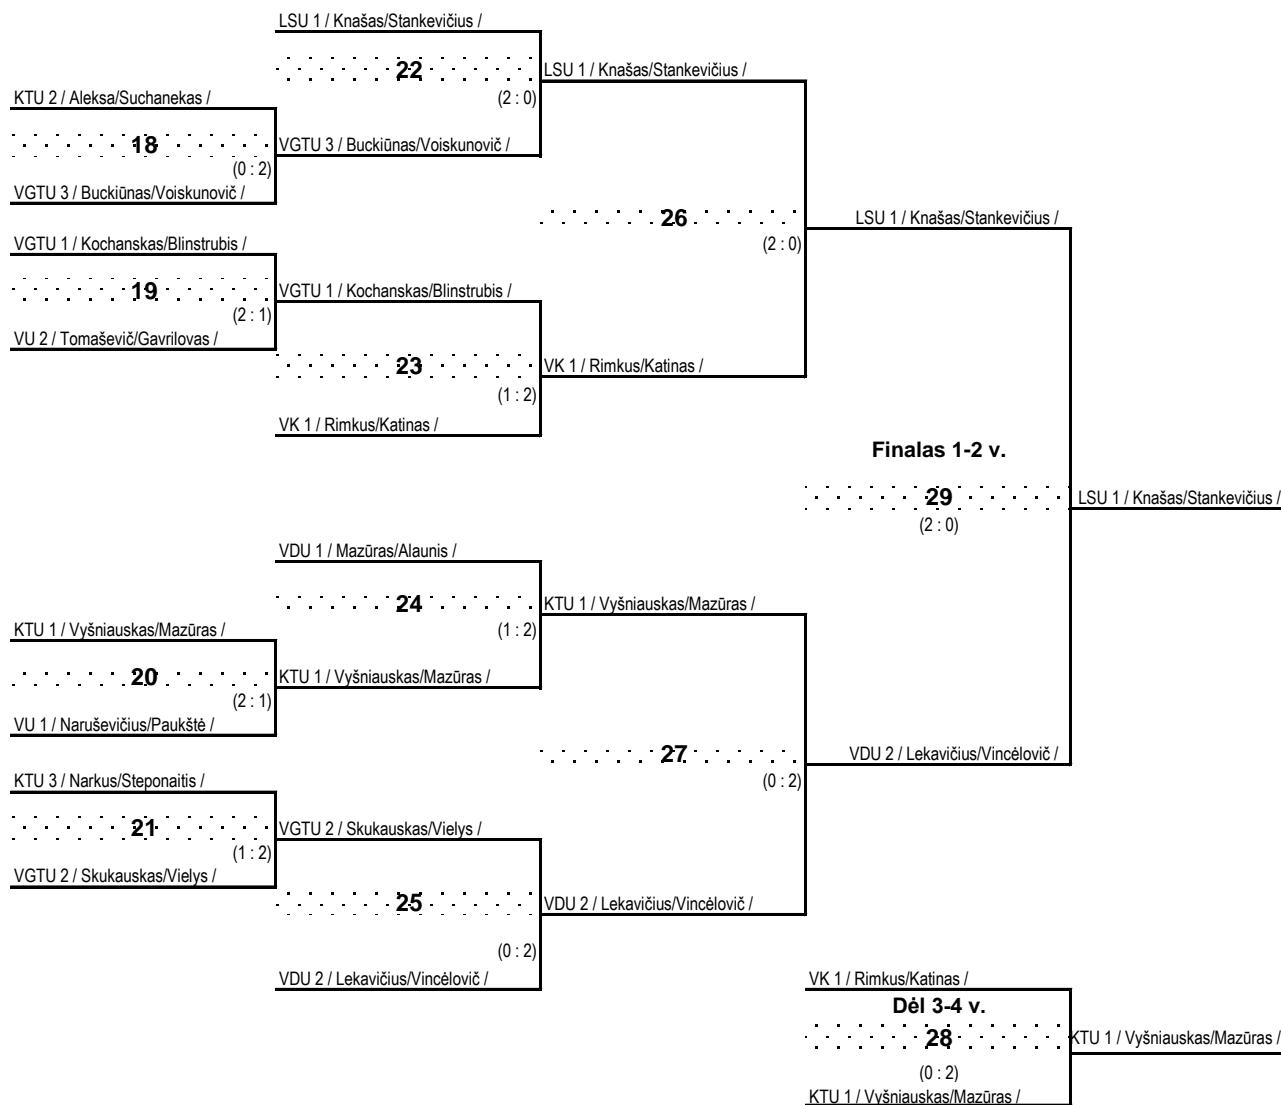 LSU 1 / Knašas/Stankevičius /
22
LSU 1 / Knašas/Stankevičius /
KTU 2 / Aleksa/Suchanekas /
(2 : 0)
18
VGTU 3 / Buckiūnas/Voiskunovič /
(0 : 2)
VGTU 3 / Buckiūnas/Voiskunovič /
26
LSU 1 / Knašas/Stankevičius /
VGTU 1 / Kochanskas/Blinstrubis /
(2 : 0)
19
VGTU 1 / Kochanskas/Blinstrubis /
(2 : 1)
VU 2 / Tomaševič/Gavrilovas /
23
VK 1 / Rimkus/Katinas /
(1 : 2)
VK 1 / Rimkus/Katinas /
Finalas 1-2 v.
29
LSU 1 / Knašas/Stankevičius /
(2 : 0)
VDU 1 / Mazūras/Alaunis /
24
KTU 1 / Vyšniauskas/Mazūras /
KTU 1 / Vyšniauskas/Mazūras /
(1 : 2)
20
KTU 1 / Vyšniauskas/Mazūras /
(2 : 1)
VU 1 / Naruševičius/Paukštė /
27
VDU 2 / Lekavičius/Vincėlovič /
KTU 3 / Narkus/Steponaitis /
(0 : 2)
21
VGTU 2 / Skukauskas/Vielys /
(1 : 2)
VGTU 2 / Skukauskas/Vielys /
25
VDU 2 / Lekavičius/Vincėlovič /
(0 : 2)
VDU 2 / Lekavičius/Vincėlovič /
VK 1 / Rimkus/Katinas /
Dėl 3-4 v.
28
KTU 1 / Vyšniauskas/Mazūras /
(0 : 2)
KTU 1 / Vyšniauskas/Mazūras /